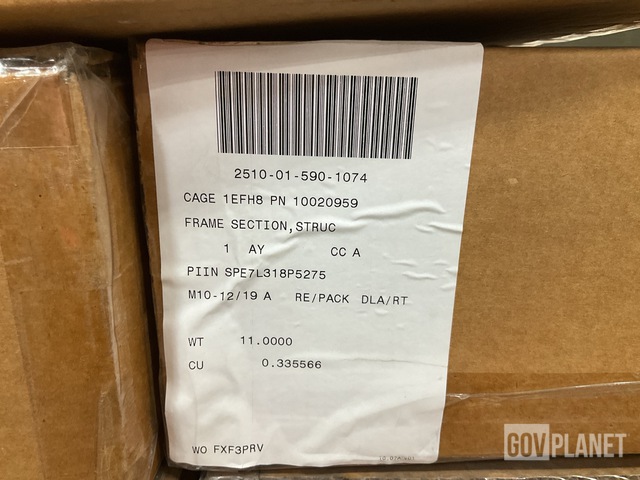 2510-01-590-1074
CAGE 1EFH8 PN 10020959
FRAME SECTION,STRUC
1 AY CC A
PIIN SPE7L318P5275
M10-12/19 A RE/PACK DLA/RT
WT 11.0000
CU 0.335566
WO FXF3PRV
GOVPLANET